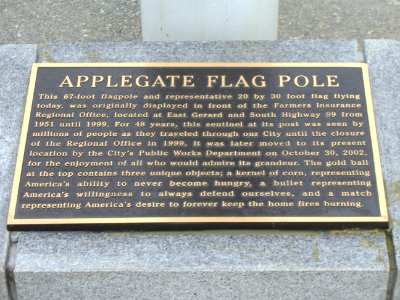 APPLEGATE FLAG POLE
This 67-foot flagpole and representative 20 by 30 foot flag flying
today, was originally displayed in front of the Farmers Insurance
Regional Office, located at East Gerard and South Highway 99 from
1951 until 1999. For 48 years, this sentinel at its post was seen by
millions of people as they traveled through our City until the closure
of the Regional Office in 1999. It was later moved to its present
location by the City's Public Works Department on October 30, 2002,
for the enjoyment of all who would admire its grandeur. The gold ball
at the top contains three unique objects; a kernel of corn, representing
America's ability to never become hungry, a bullet representing
America's willingness to always defend ourselves, and a match
representing America's desire to forever keep the home fires burning.